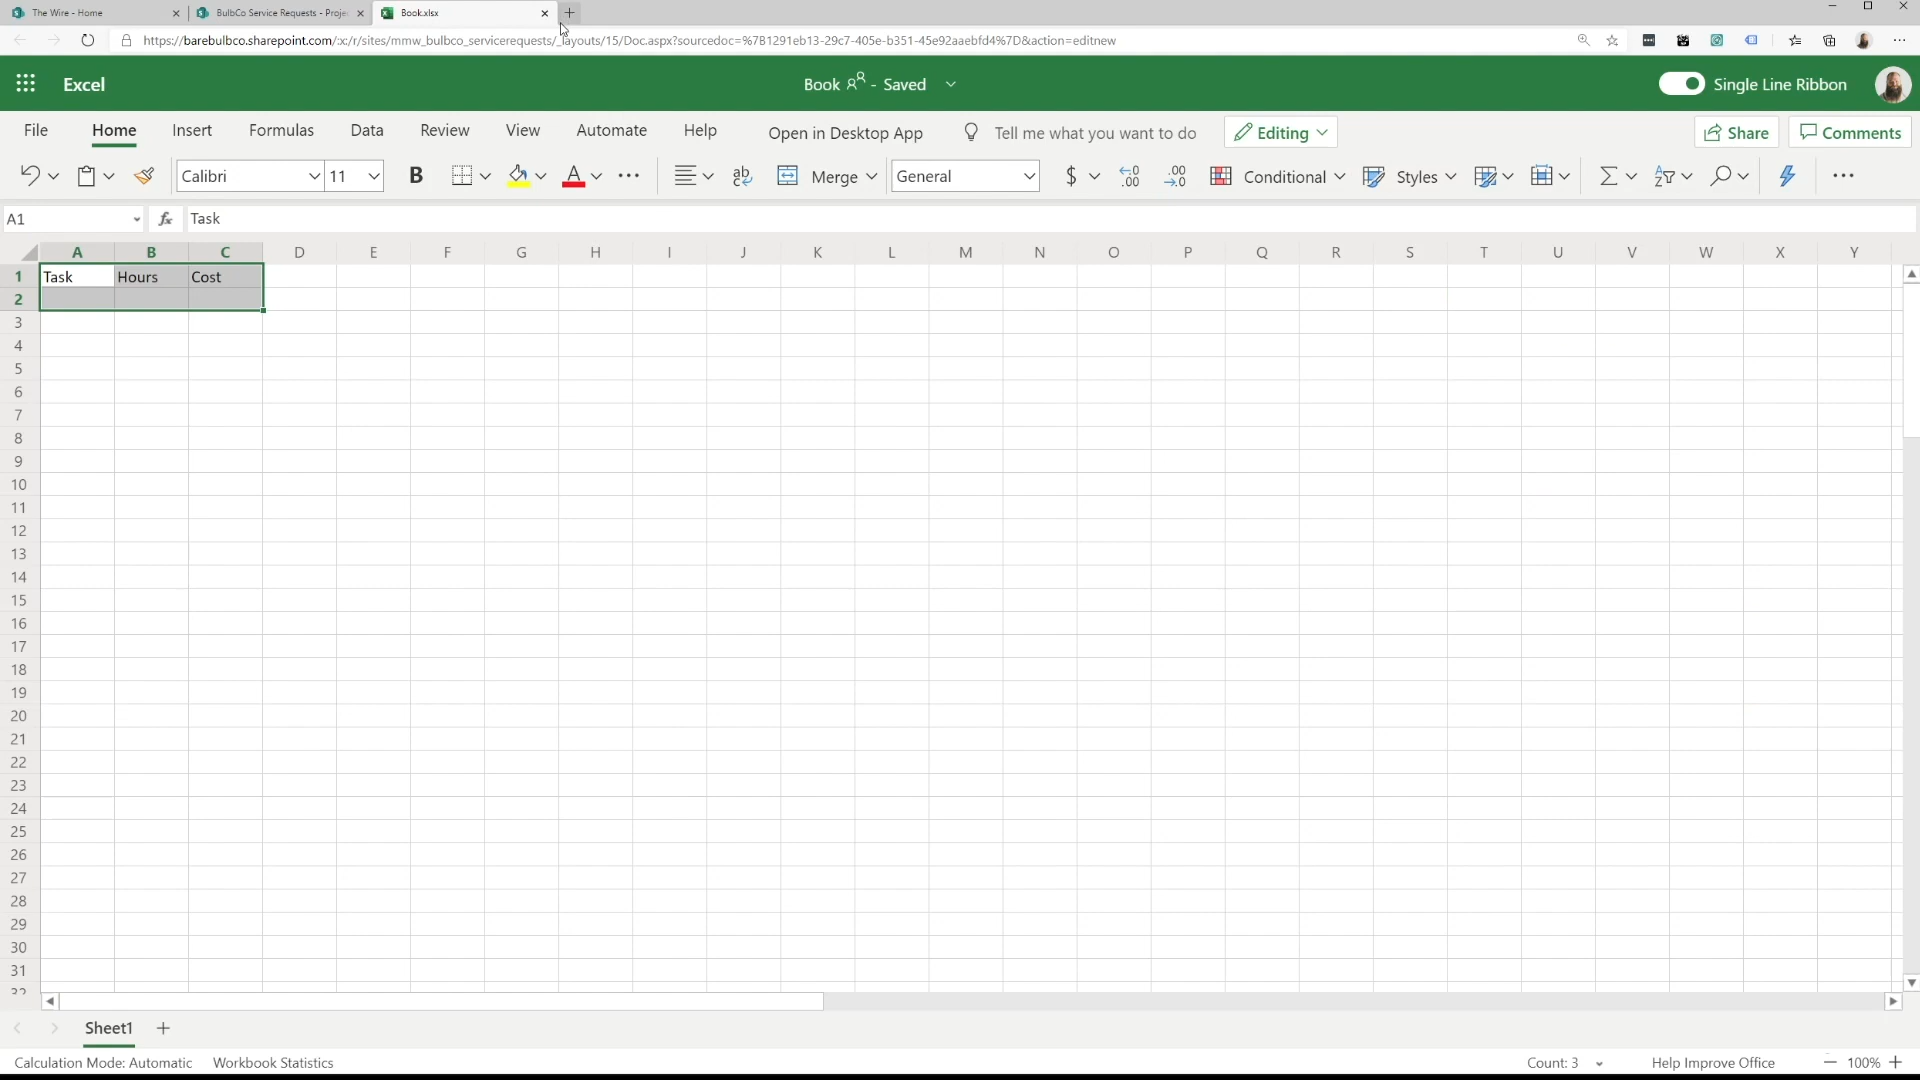 The Wire - Home
BulbCo Service Requests - Proje
Book.xlsx
https://barebulbco.sharepoint.com/:x:/r/sites/mmw_bulbco_servicerequests/_layouts/15/Doc.aspx?sourcedoc=%7B1291eb13-29c7-405e-b351-45e92aaebfd4%7D&action=editnew
Excel
Book - Saved
Single Line Ribbon
File Home Insert Formulas Data Review View Automate Help Open in Desktop App Tell me what you want to do Editing Share Comments
Calibri 11 B A ab Merge General $ .00 .00 Conditional Styles
A1 fx Task
A B C D E F G H I J K L M N O P Q R S T U V W X Y
1 Task Hours Cost
2
3
4
5
6
7
8
9
10
11
12
13
14
15
16
17
18
19
20
21
22
23
24
25
26
27
28
29
30
31
32
Sheet1
Calculation Mode: Automatic Workbook Statistics Count: 3 Help Improve Office 100%